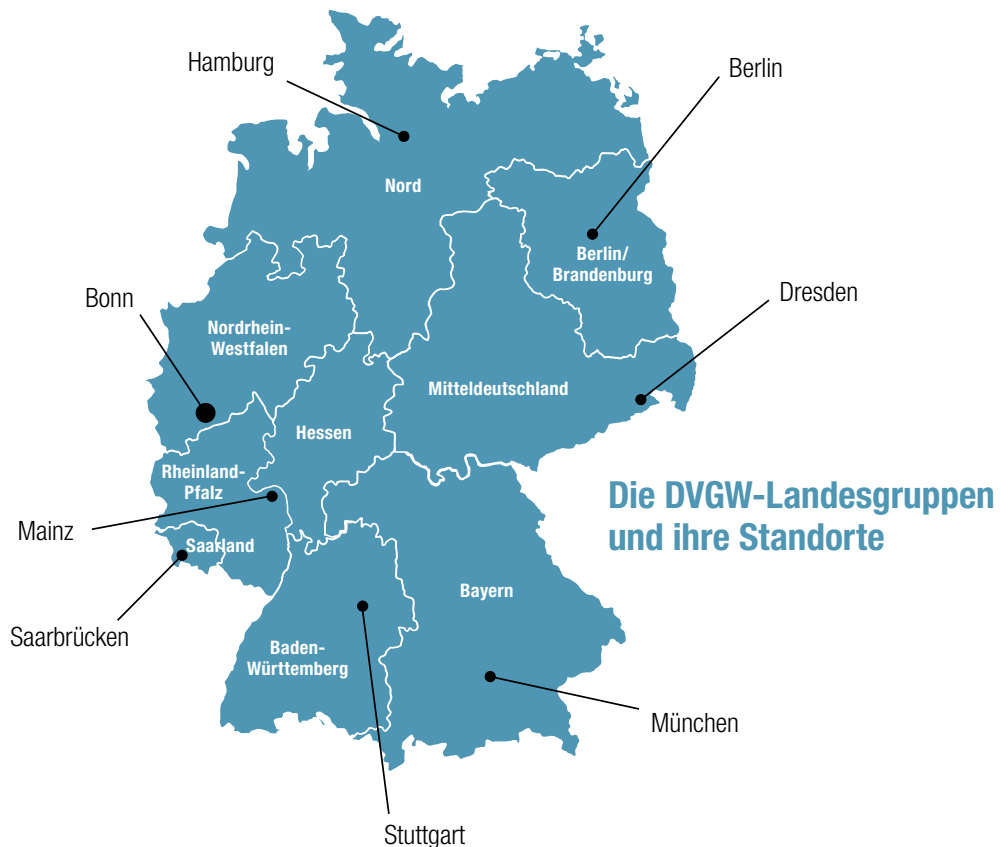 Hamburg
Berlin
Nord
Berlin/
Brandenburg
Dresden
Bonn
Nordrhein-
Westfalen
Mitteldeutschland
Hessen
Rheinland-
Pfalz
Die DVGW-Landesgruppen
und ihre Standorte
Mainz
Saarland
Bayern
Saarbrücken
Baden-
Württemberg
München
Stuttgart